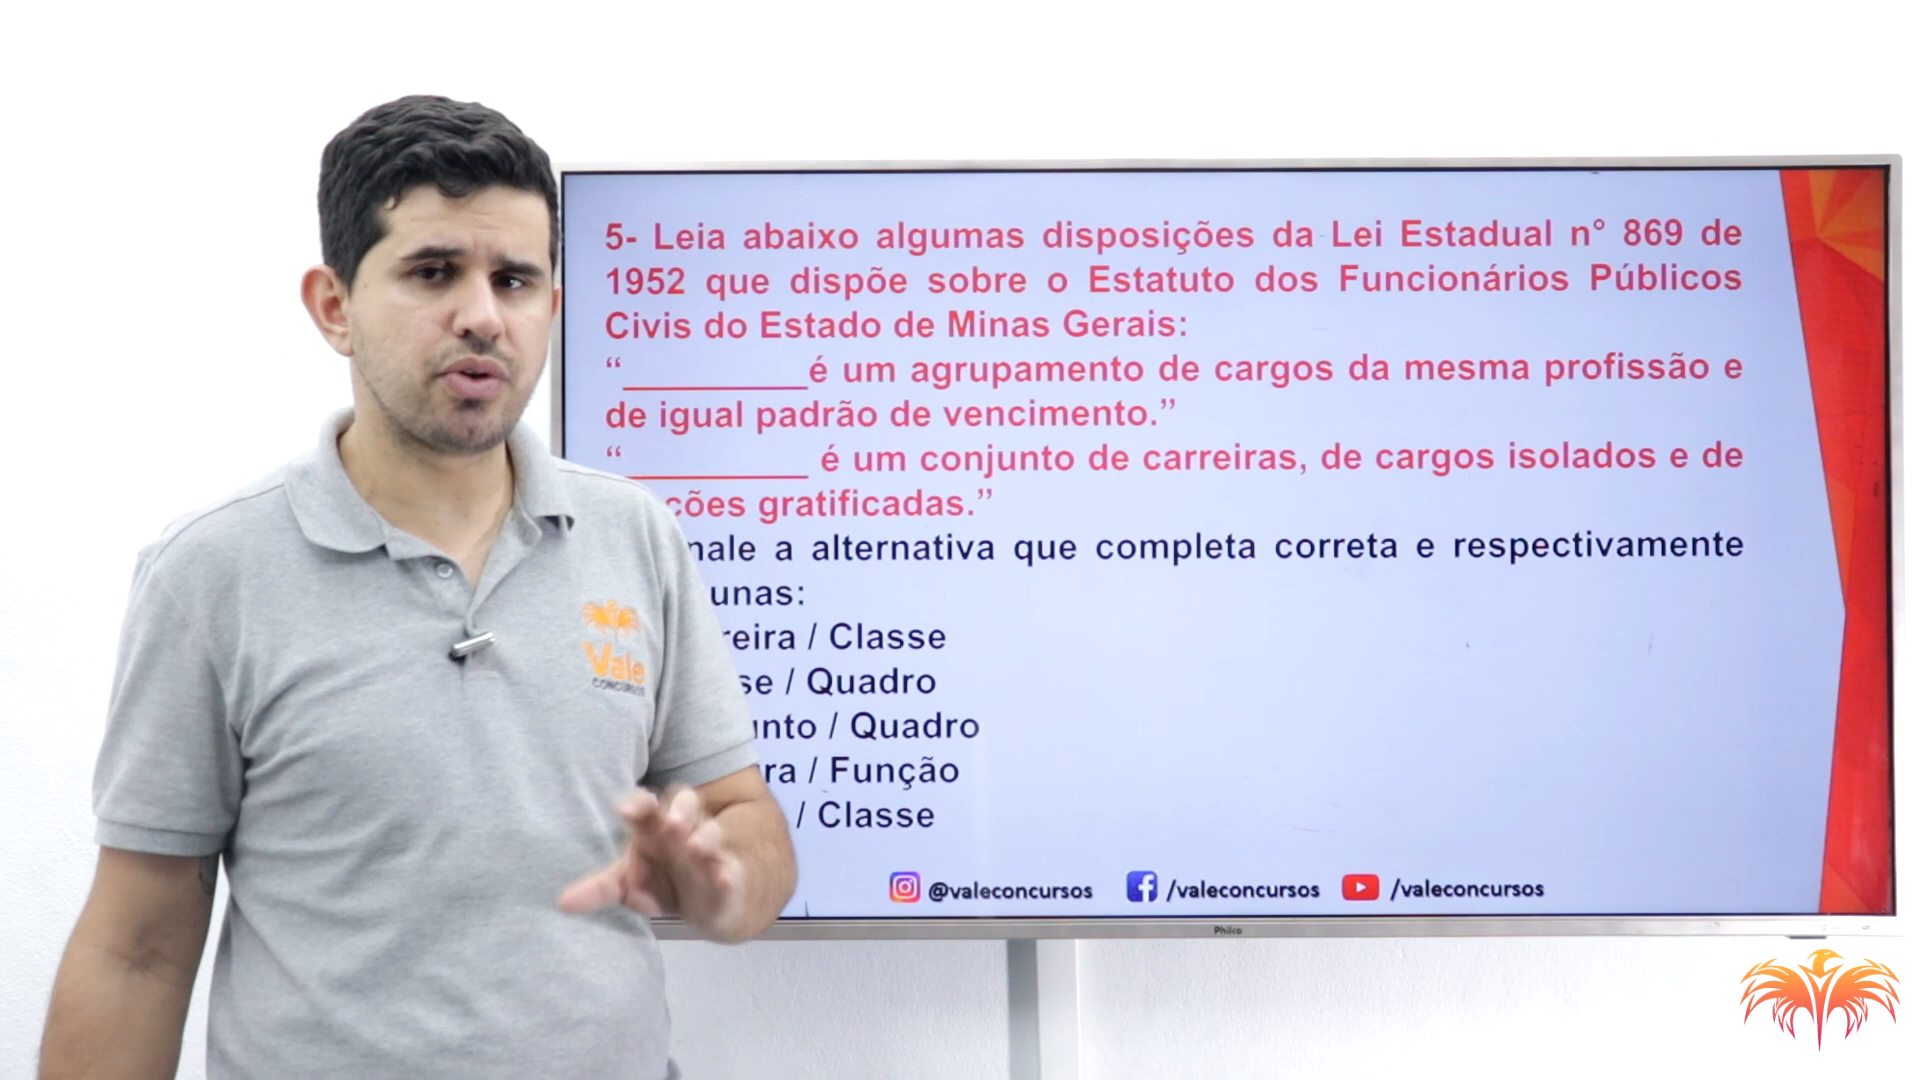 5- Leia abaixo algumas disposições da Lei Estadual n° 869 de
1952 que dispõe sobre o Estatuto dos Funcionários Públicos
Civis do Estado de Minas Gerais:
“_________é um agrupamento de cargos da mesma profissão e
de igual padrão de vencimento.”
“_________ é um conjunto de carreiras, de cargos isolados e de
ções gratificadas.”
nale a alternativa que completa correta e respectivamente
unas:
reira / Classe
se / Quadro
unto / Quadro
ra / Função
/ Classe
Vale
CONCURSOS
@valeconcursos /valeconcursos /valeconcursos
Philco